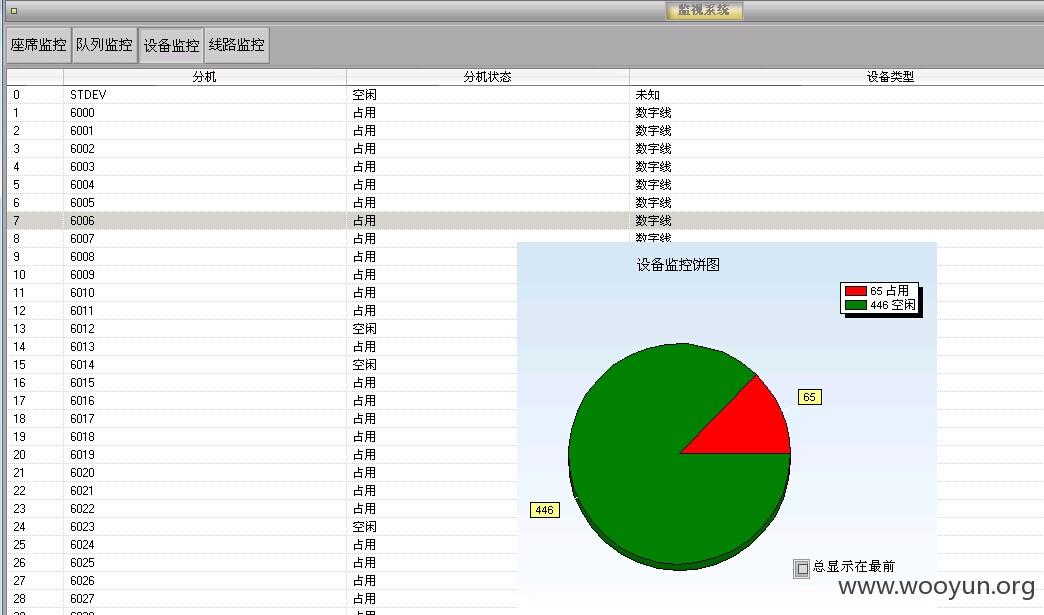 监视系统
座席监控 队列监控 设备监控 线路监控
分机 分机状态 设备类型
0 STDEV 空闲 未知
1 6000 占用 数字线
2 6001 占用 数字线
3 6002 占用 数字线
4 6003 占用 数字线
5 6004 占用 数字线
6 6005 占用 数字线
7 6006 占用 数字线
8 6007 占用 数字线
9 6008 占用
10 6009 占用
11 6010 占用
12 6011 占用
13 6012 空闲
14 6013 占用
15 6014 空闲
16 6015 占用
17 6016 占用
18 6017 占用
19 6018 占用
20 6019 占用
21 6020 占用
22 6021 占用
23 6022 占用
24 6023 空闲
25 6024 占用
26 6025 占用
27 6026 占用
28 6027 占用
设备监控饼图
65 占用
446 空闲
65
446
总显示在最前
www.wooyun.org